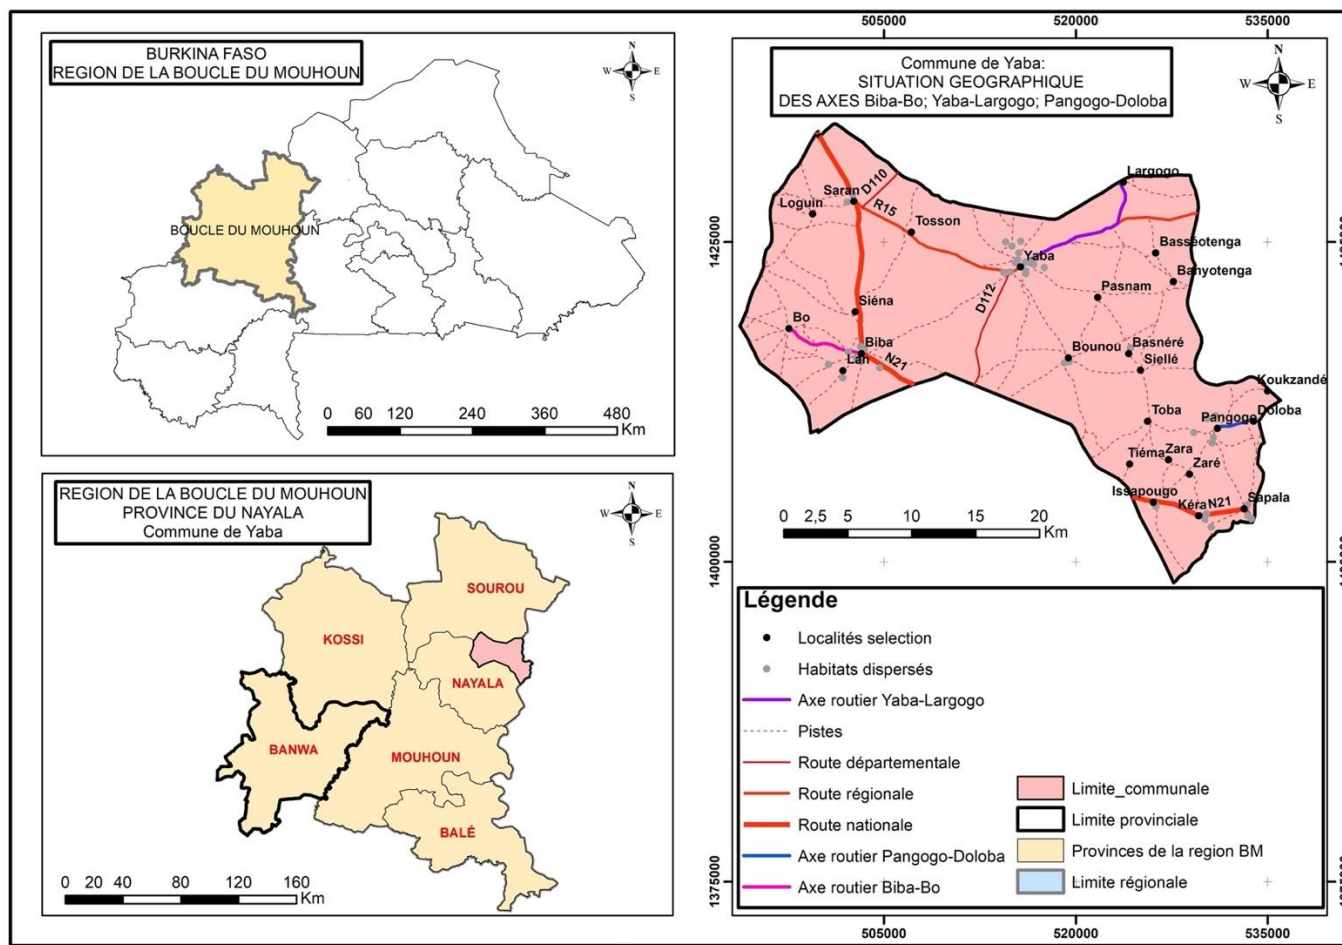 BURKINA FASO
REGION DE LA BOUCLE DU MOUHOUN
N
W E
S
BOUCLE DU MOUHOUN
0 60 120 240 360 480
Km
REGION DE LA BOUCLE DU MOUHOUN
PROVINCE DU NAYALA
Commune de Yaba
N
W E
S
SOUROU
KOSSI
NAYALA
BANWA
MOUHOUN
BALÉ
0 20 40 80 120 160
Km
505000 520000 535000
Commune de Yaba:
SITUATION GEOGRAPHIQUE
DES AXES Biba-Bo; Yaba-Largogo; Pangogo-Doloba
N
W E
S
Largogo
D110
Saran
Loguin
R15
Tosson
1425000
Basséotenga
Yaba
Banyotenga
Pasnam
D112
Siéna
Bo
Biba
Bounou
Basnéré
Lah
N21
Siellé
Koukzandé
Toba
Pangogo
Doloba
Tiéma
Zara
Zaré
Issapougo
Kéra
N21
Sapala
0 2,5 5 10 15 20
Km
1400000
Légende
Localités selection
Habitats dispersés
Axe routier Yaba-Largogo
Pistes
Route départementale
Route régionale
Route nationale
Axe routier Pangogo-Doloba
Axe routier Biba-Bo
Limite_communale
Limite provinciale
Provinces de la region BM
Limite régionale
1375000
505000 520000 535000